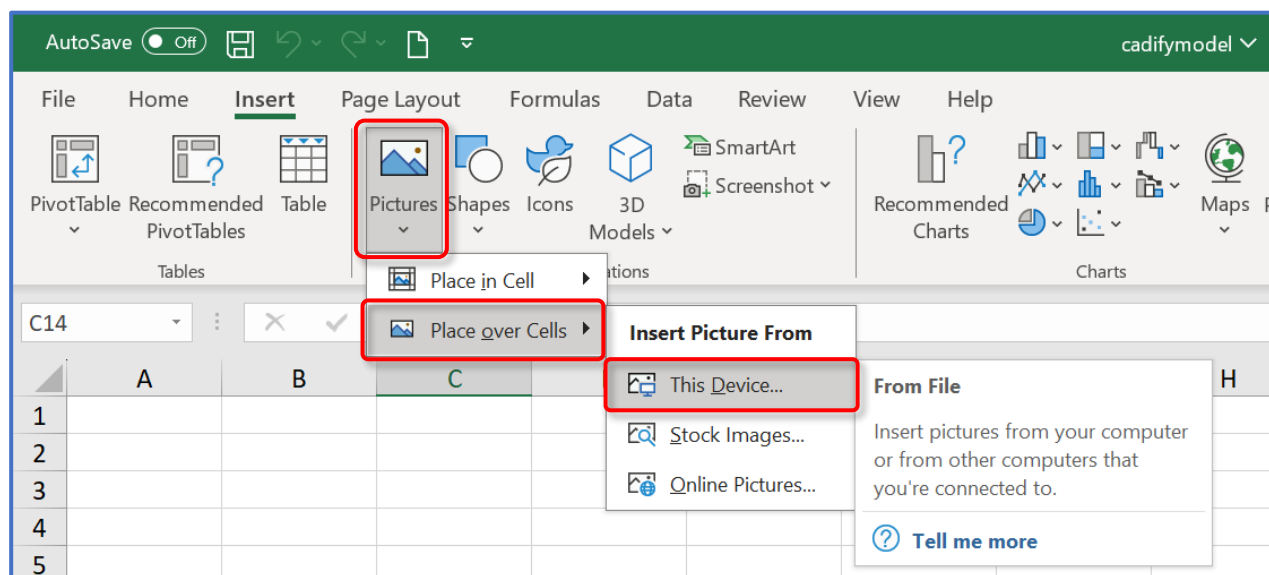 AutoSave Off cadifymodel
File Home Insert Page Layout Formulas Data Review View Help
PivotTable Recommended PivotTables Table
Pictures Shapes Icons 3D Models
SmartArt
Screenshot
Recommended Charts
Maps
Tables
Charts
Place in Cell
Place over Cells
C14
Insert Picture From
This Device...
Stock Images...
Online Pictures...
From File
Insert pictures from your computer
or from other computers that
you're connected to.
Tell me more
A B C H
1
2
3
4
5